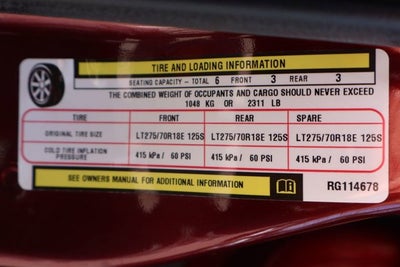 TIRE AND LOADING INFORMATION
SEATING CAPACITY - TOTAL 6 FRONT 3 REAR 3
THE COMBINED WEIGHT OF OCCUPANTS AND CARGO SHOULD NEVER EXCEED
1048 KG OR 2311 LB
TIRE FRONT REAR SPARE
ORIGINAL TIRE SIZE LT275/70R18E 125S LT275/70R18E 125S LT275/70R18E 125S
COLD TIRE INFLATION PRESSURE 415 kPa / 60 PSI 415 kPa / 60 PSI 415 kPa / 60 PSI
SEE OWNERS MANUAL FOR ADDITIONAL INFORMATION RG114678